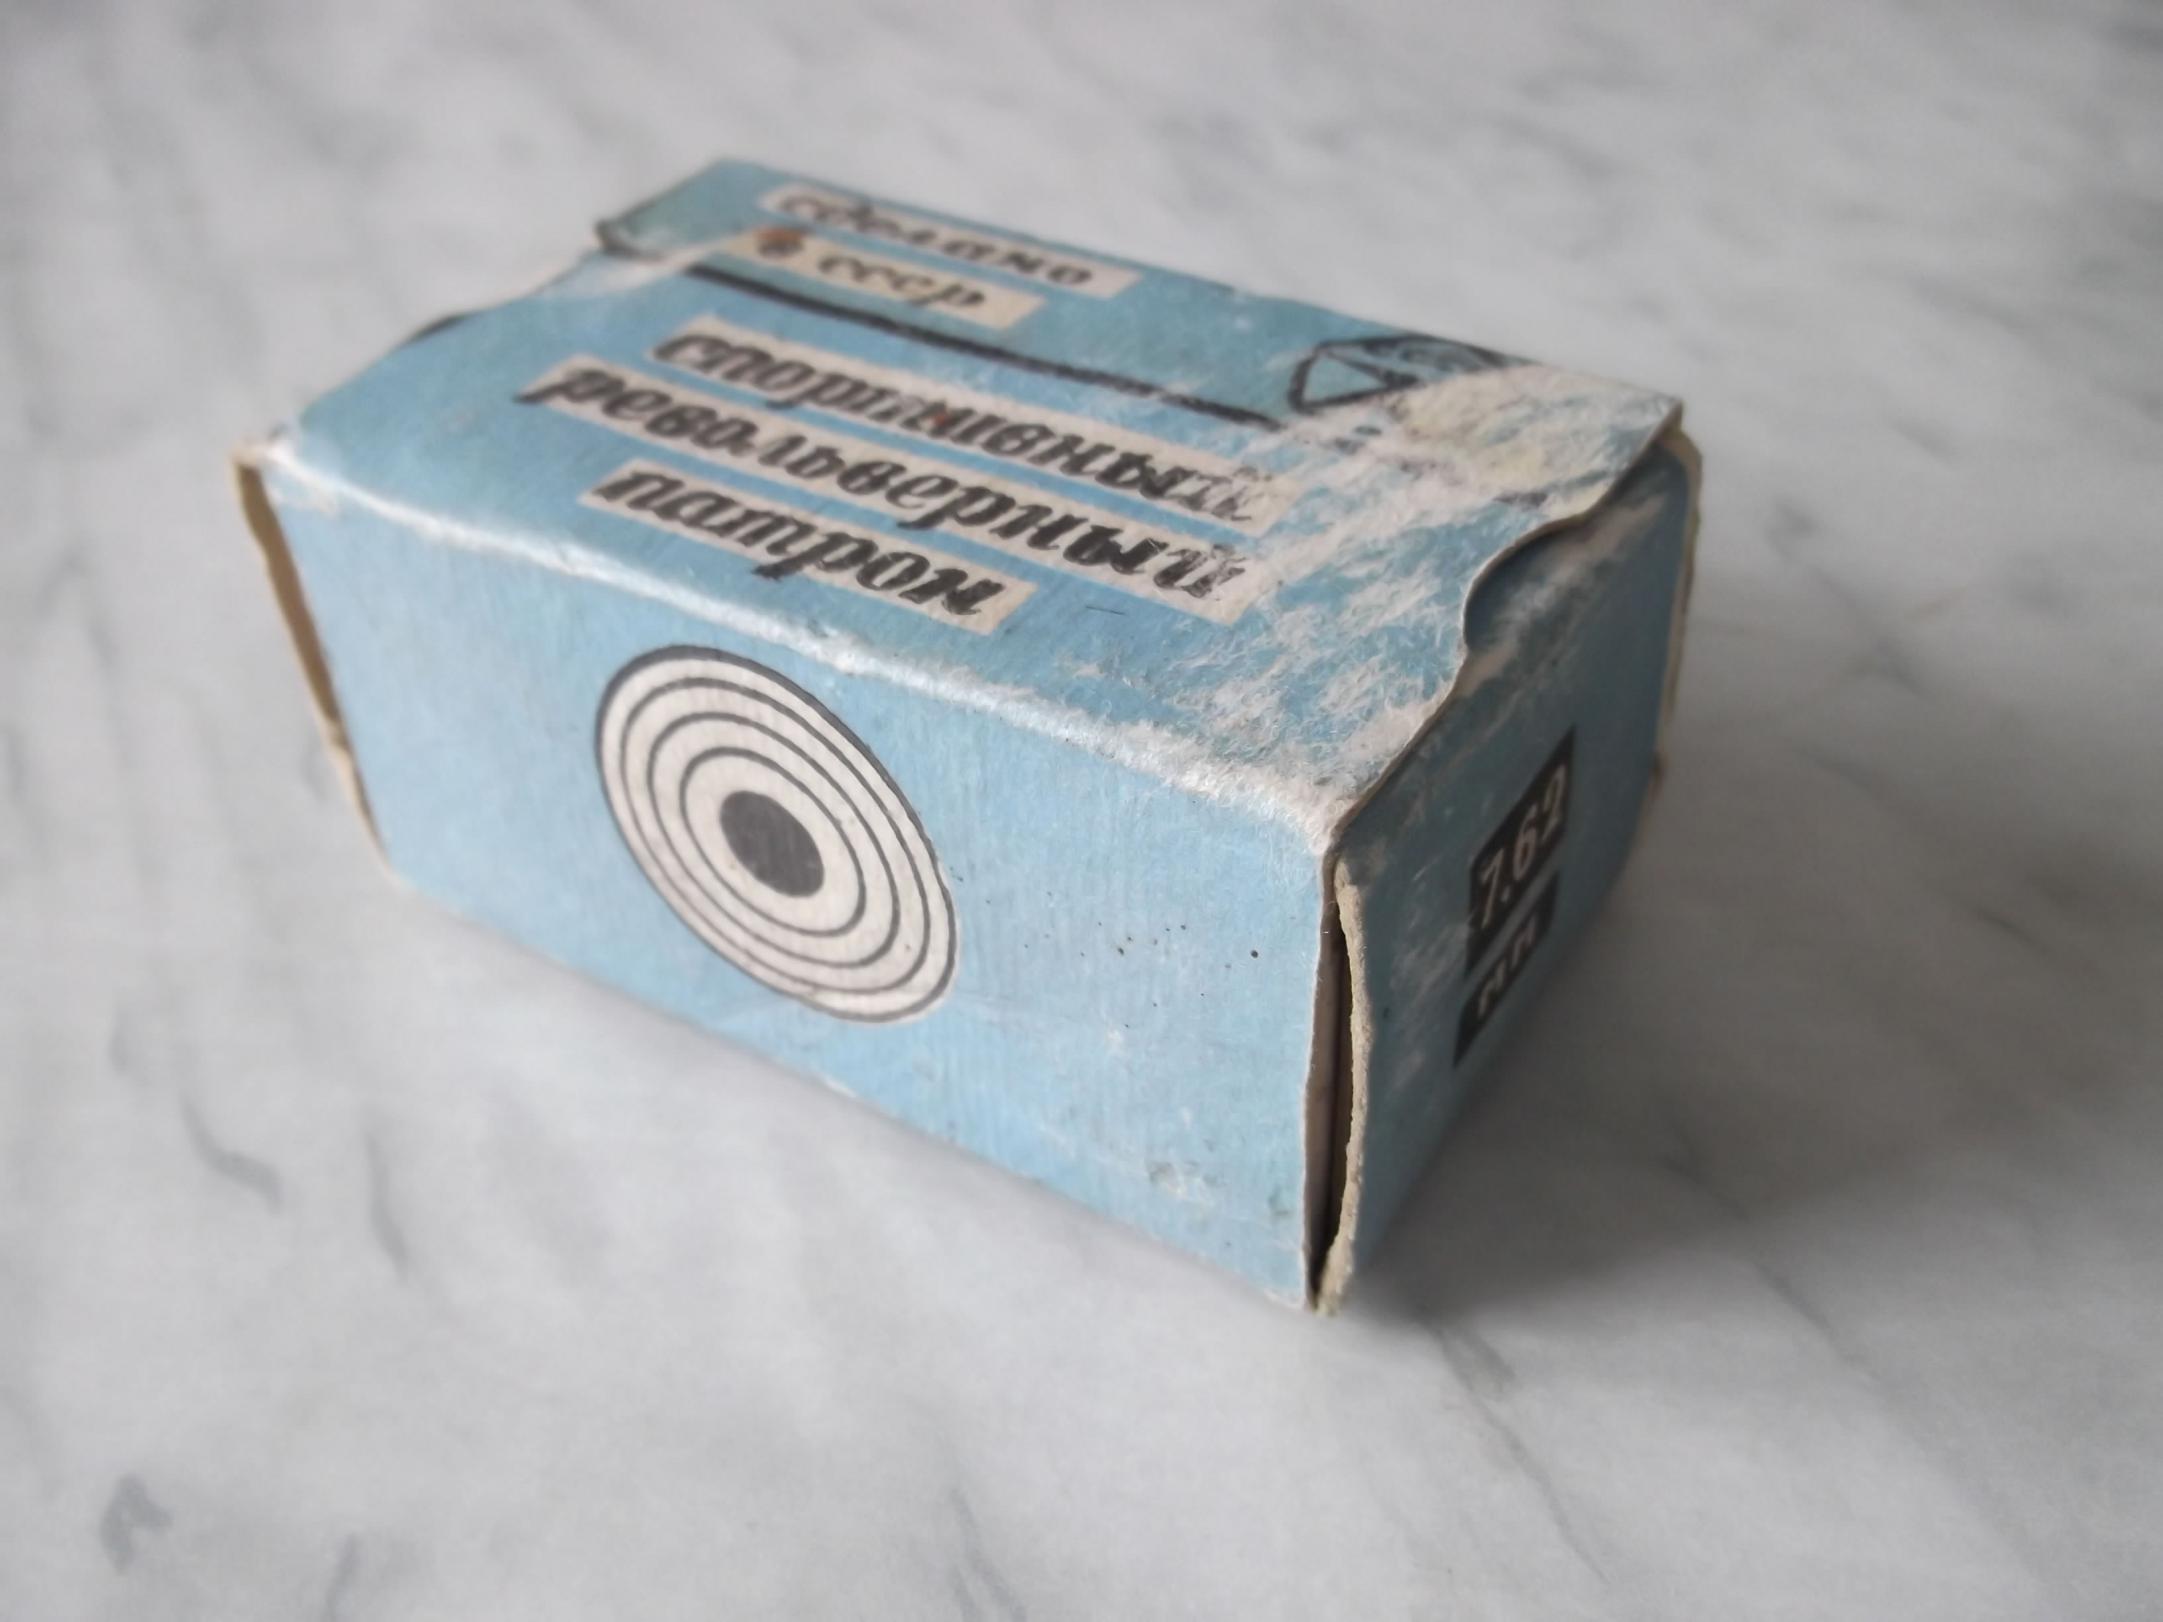 сделано
в ссср
спортивный
револьверный
патрон
7.62
мм